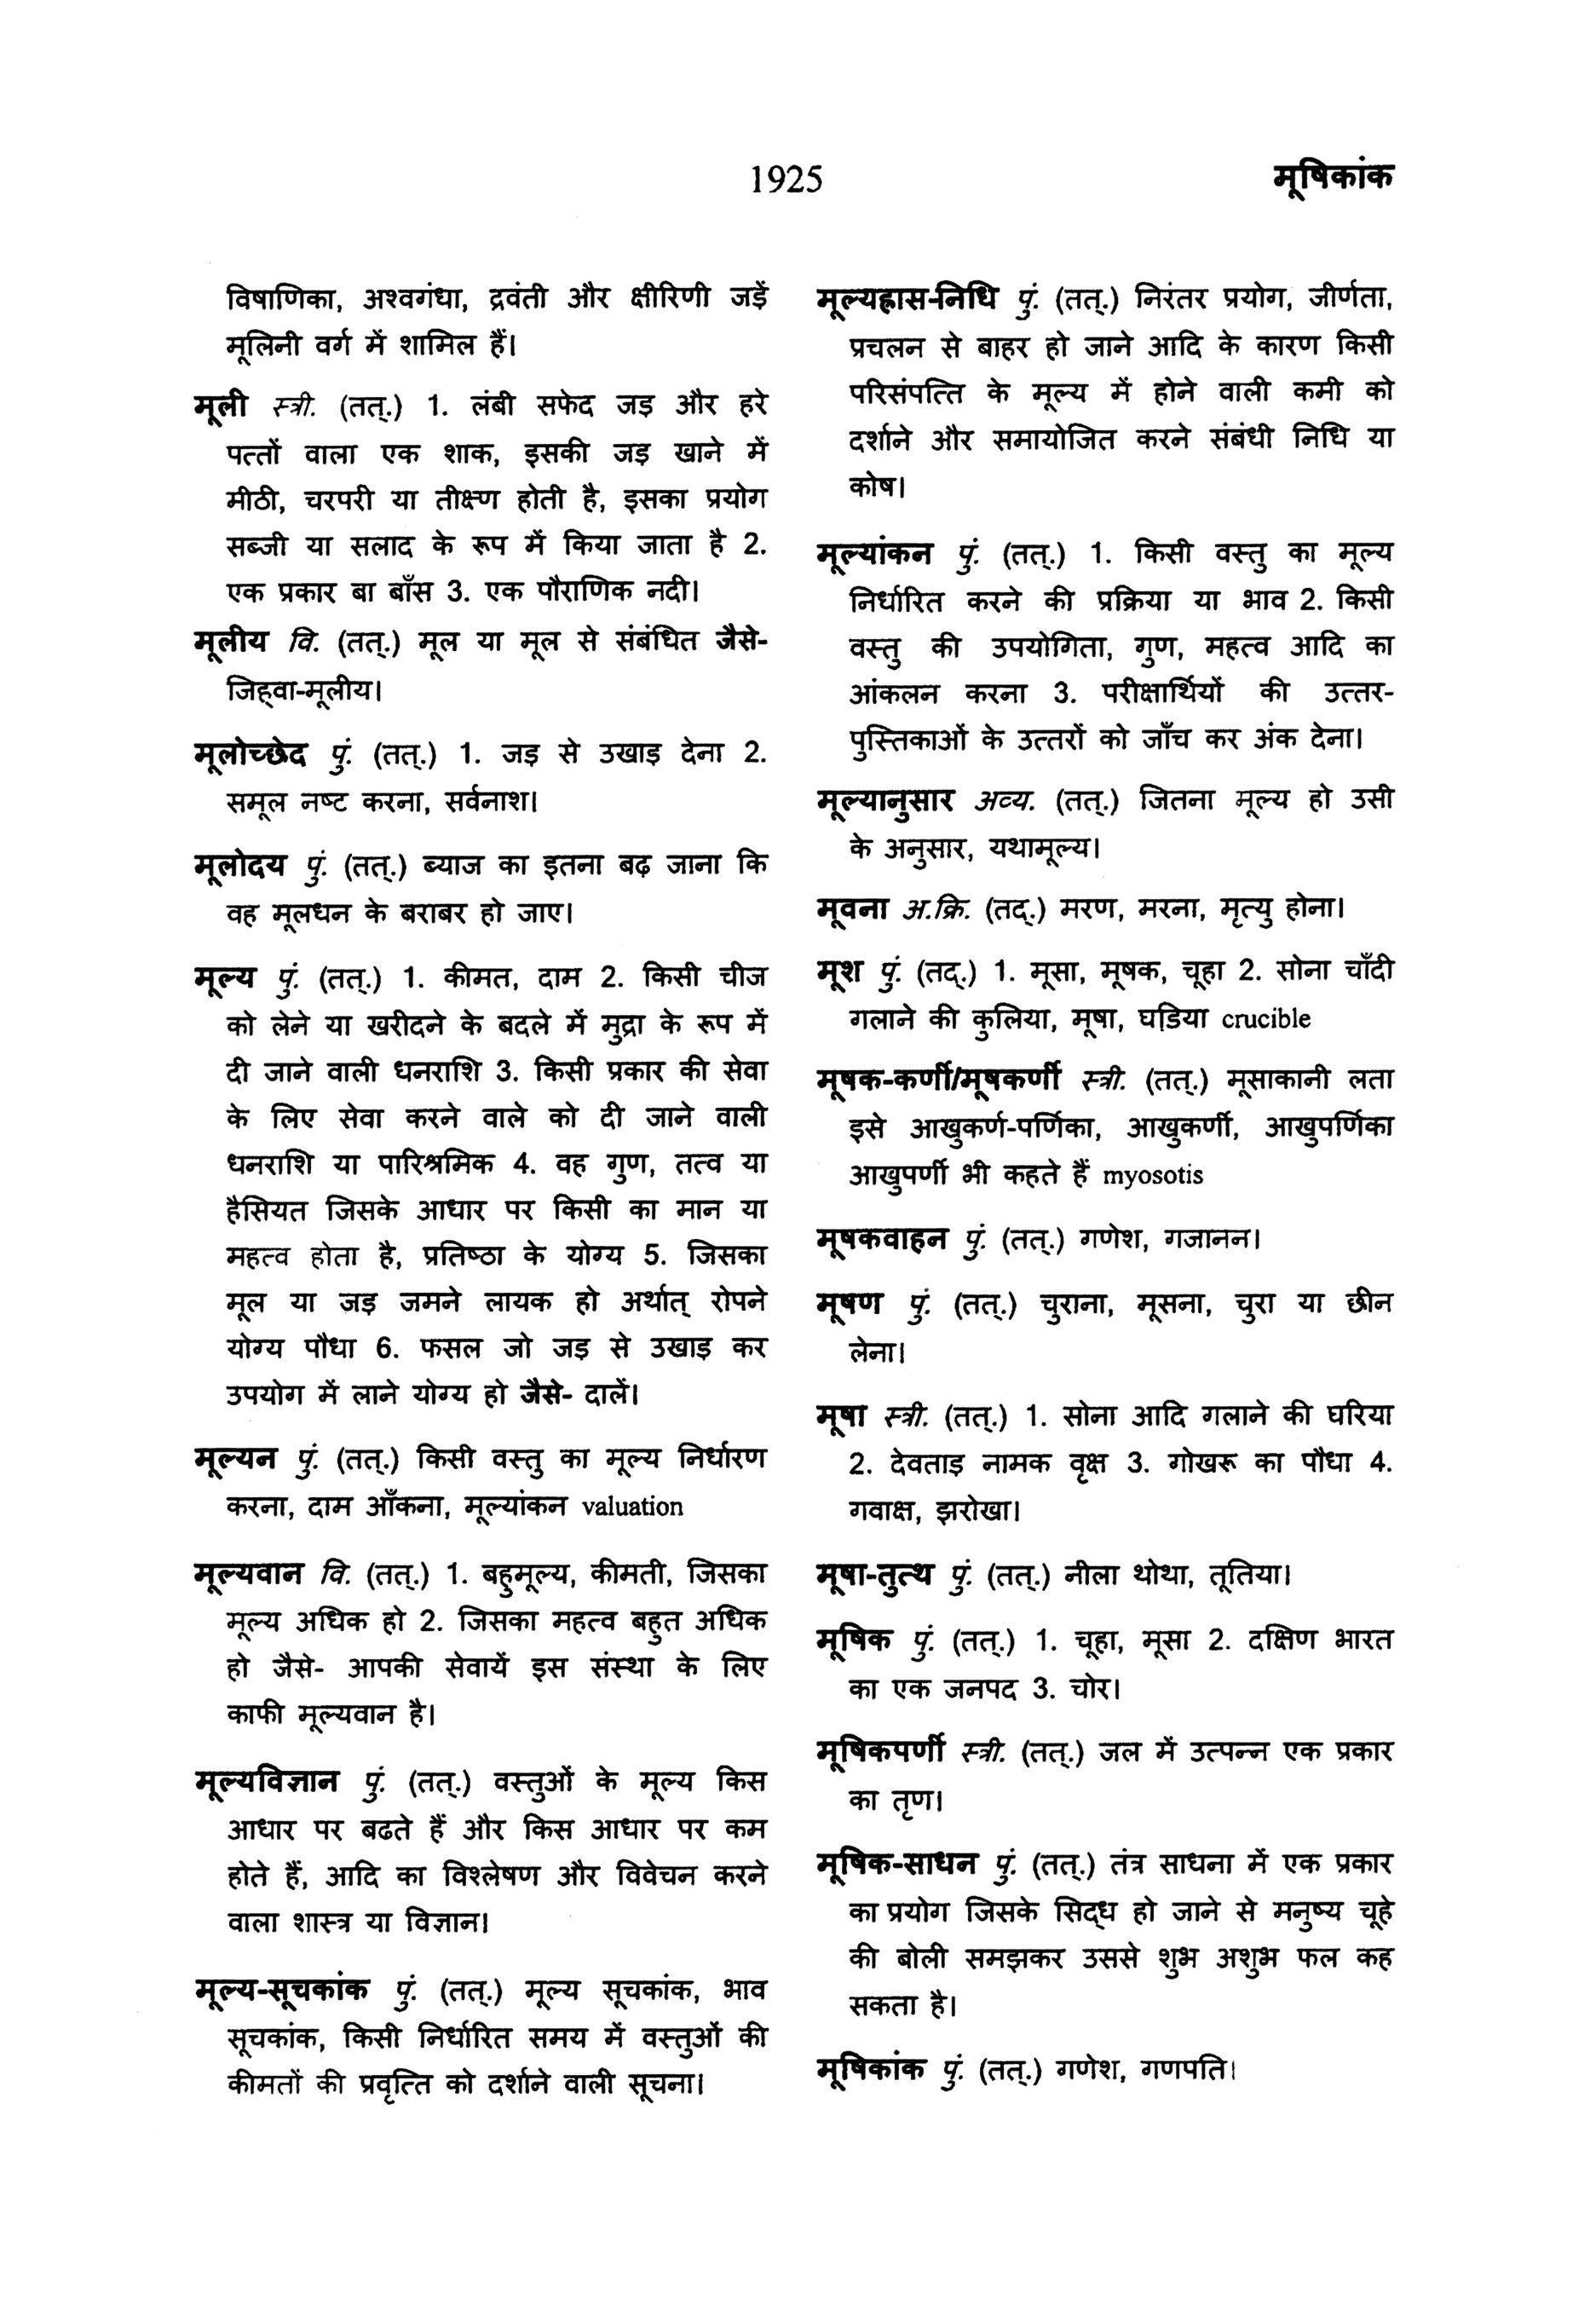 1925
मूषिकांक
विषाणिका, अश्वगंधा, द्रवंती और क्षीरिणी जड़ें
मूलिनी वर्ग में शामिल हैं।
मूली स्त्री. (तत्.) 1. लंबी सफेद जड़ और हरे
पत्तों वाला एक शाक, इसकी जड़ खाने में
मीठी, चरपरी या तीक्ष्ण होती है, इसका प्रयोग
सब्जी या सलाद के रूप में किया जाता है 2.
एक प्रकार बा बाँस 3. एक पौराणिक नदी।
मूलीय वि. (तत्.) मूल या मूल से संबंधित जैसे-
जिह्वा-मूलीय।
मूलोच्छेद पुं. (तत्.) 1. जड़ से उखाड़ देना 2.
समूल नष्ट करना, सर्वनाश।
मूलोदय पुं. (तत्.) ब्याज का इतना बढ़ जाना कि
वह मूलधन के बराबर हो जाए।
मूल्य पुं. (तत्.) 1. कीमत, दाम 2. किसी चीज
को लेने या खरीदने के बदले में मुद्रा के रूप में
दी जाने वाली धनराशि 3. किसी प्रकार की सेवा
के लिए सेवा करने वाले को दी जाने वाली
धनराशि या पारिश्रमिक 4. वह गुण, तत्व या
हैसियत जिसके आधार पर किसी का मान या
महत्व होता है, प्रतिष्ठा के योग्य 5. जिसका
मूल या जड़ जमने लायक हो अर्थात् रोपने
योग्य पौधा 6. फसल जो जड़ से उखाड़ कर
उपयोग में लाने योग्य हो जैसे- दालें।
मूल्यन पुं. (तत्.) किसी वस्तु का मूल्य निर्धारण
करना, दाम आँकना, मूल्यांकन valuation
मूल्यवान वि. (तत्.) 1. बहुमूल्य, कीमती, जिसका
मूल्य अधिक हो 2. जिसका महत्व बहुत अधिक
हो जैसे- आपकी सेवायें इस संस्था के लिए
काफी मूल्यवान है।
मूल्यविज्ञान पुं. (तत्.) वस्तुओं के मूल्य किस
आधार पर बढते हैं और किस आधार पर कम
होते हैं, आदि का विश्लेषण और विवेचन करने
वाला शास्त्र या विज्ञान।
मूल्य-सूचकांक पुं. (तत्.) मूल्य सूचकांक, भाव
सूचकांक, किसी निर्धारित समय में वस्तुओं की
कीमतों की प्रवृत्ति को दर्शाने वाली सूचना।
मूल्यह्रास-निधि पुं. (तत्.) निरंतर प्रयोग, जीर्णता,
प्रचलन से बाहर हो जाने आदि के कारण किसी
परिसंपत्ति के मूल्य में होने वाली कमी को
दर्शाने और समायोजित करने संबंधी निधि या
कोष।
मूल्यांकन पुं. (तत्.) 1. किसी वस्तु का मूल्य
निर्धारित करने की प्रक्रिया या भाव 2. किसी
वस्तु की उपयोगिता, गुण, महत्व आदि का
आंकलन करना 3. परीक्षार्थियों की उत्तर-
पुस्तिकाओं के उत्तरों को जाँच कर अंक देना।
मूल्यानुसार अव्य. (तत्.) जितना मूल्य हो उसी
के अनुसार, यथामूल्य।
मूवना अ.क्रि. (तद्.) मरण, मरना, मृत्यु होना।
मूश पुं. (तद्.) 1. मूसा, मूषक, चूहा 2. सोना चाँदी
गलाने की कुलिया, मूषा, घड़िया crucible
मूषक-कर्णी/मूषकर्णी स्त्री. (तत्.) मूसाकानी लता
इसे आखुकर्ण-पर्णिका, आखुकर्णी, आखुपर्णिका
आखुपर्णी भी कहते हैं myosotis
मूषकवाहन पुं. (तत्.) गणेश, गजानन।
मूषण पुं. (तत्.) चुराना, मूसना, चुरा या छीन
लेना।
मूषा स्त्री. (तत्.) 1. सोना आदि गलाने की घरिया
2. देवताड़ नामक वृक्ष 3. गोखरू का पौधा 4.
गवाक्ष, झरोखा।
मूषा-तुत्थ पुं. (तत्.) नीला थोथा, तूतिया।
मूषिक पुं. (तत्.) 1. चूहा, मूसा 2. दक्षिण भारत
का एक जनपद 3. चोर।
मूषिकपर्णी स्त्री. (तत्.) जल में उत्पन्न एक प्रकार
का तृण।
मूषिक-साधन पुं. (तत्.) तंत्र साधना में एक प्रकार
का प्रयोग जिसके सिद्ध हो जाने से मनुष्य चूहे
की बोली समझकर उससे शुभ अशुभ फल कह
सकता है।
मूषिकांक पुं. (तत्.) गणेश, गणपति।